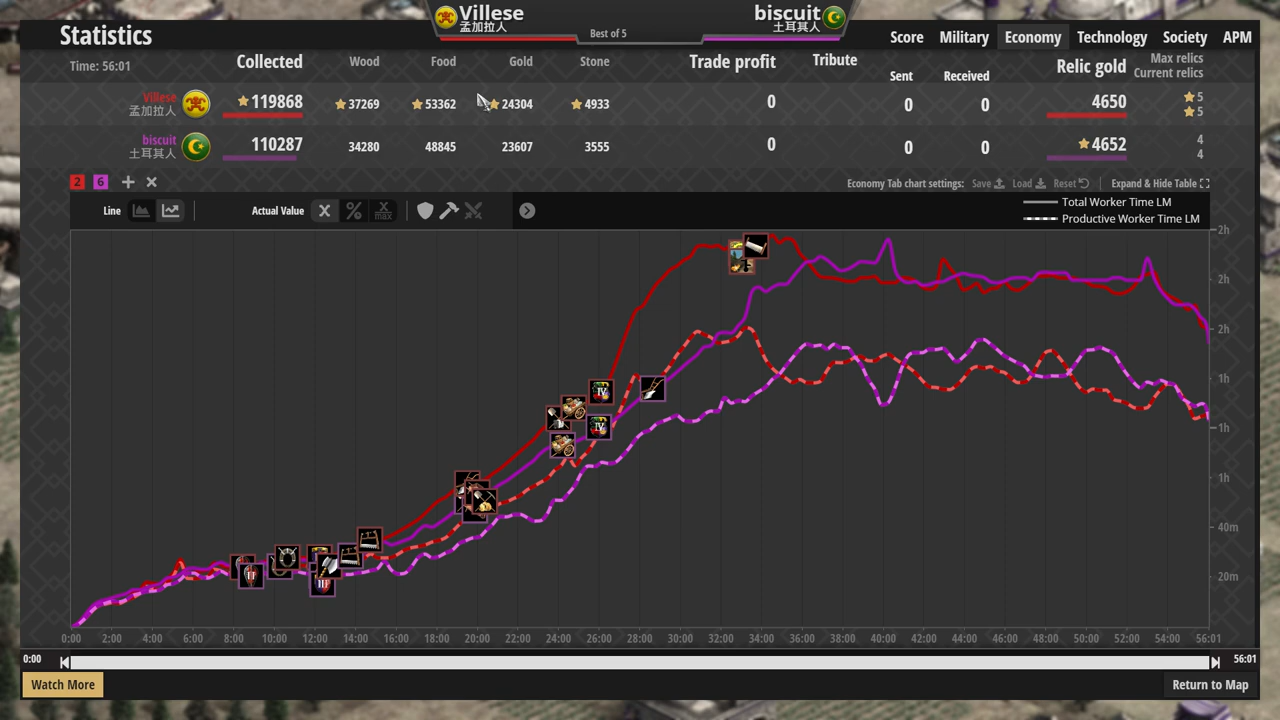 Villese
孟加拉人
Best of 5
biscuit
土耳其人
Statistics
Score Military Economy Technology Society APM
Time: 56:01
Collected Wood Food Gold Stone Trade profit Tribute Sent Received Relic gold Max relics
Current relics
Villese
孟加拉人
119868 37269 53362 24304 4933 0 0 0 4650 5
5
biscuit
土耳其人
110287 34280 48845 23607 3555 0 0 0 4652 4
4
2 6
Economy Tab chart settings: Save Load Reset Expand & Hide Table
Line Actual Value X % X/max
Total Worker Time LM
Productive Worker Time LM
2h
2h
2h
1h
1h
1h
40m
20m
IV
IV
II
III
0:00 2:00 4:00 6:00 8:00 10:00 12:00 14:00 16:00 18:00 20:00 22:00 24:00 26:00 28:00 30:00 32:00 34:00 36:00 38:00 40:00 42:00 44:00 46:00 48:00 50:00 52:00 54:00 56:01
0:00 56:01
Watch More Return to Map